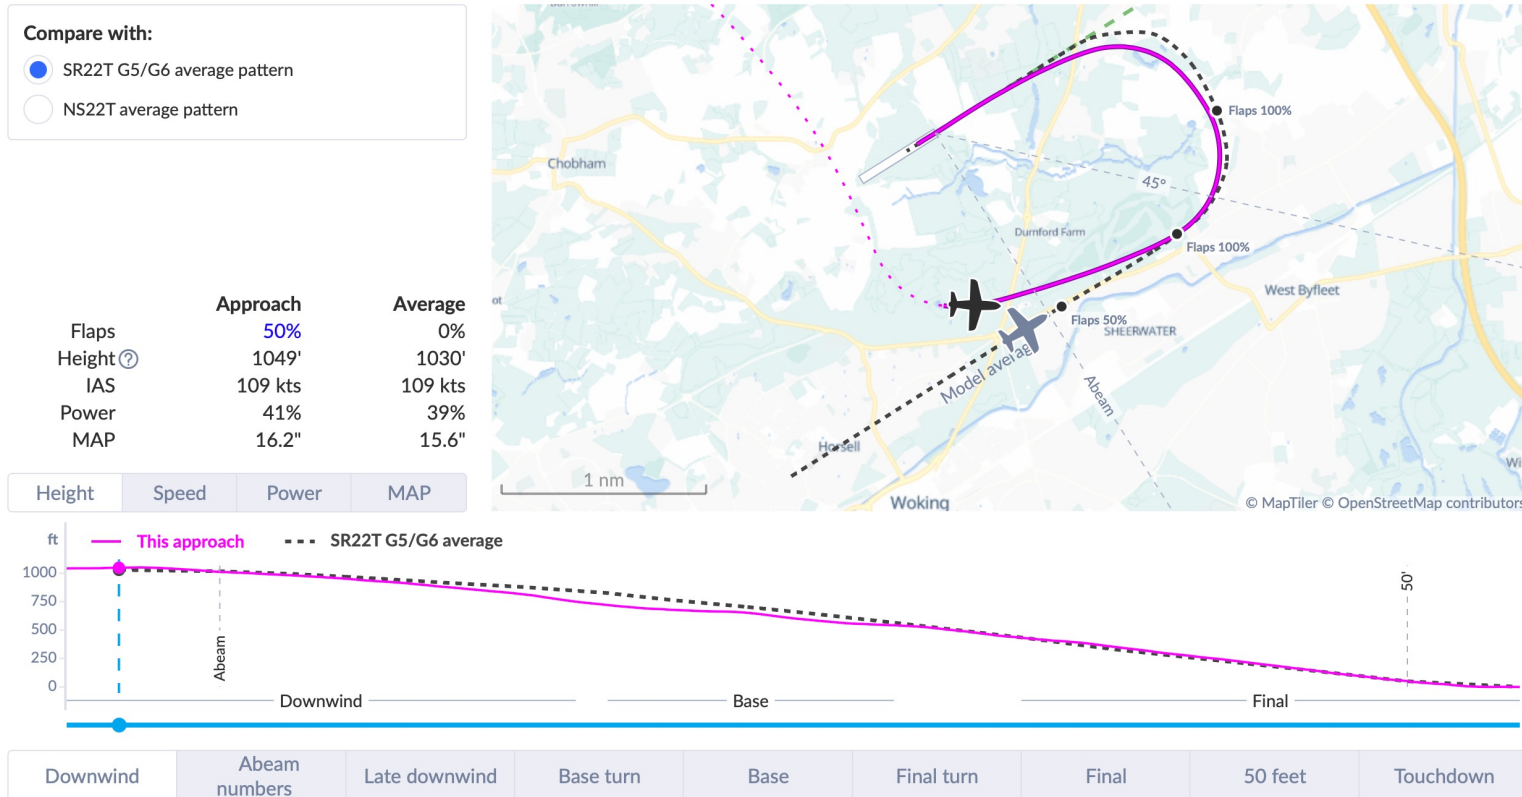 Compare with:
SR22T G5/G6 average pattern
NS22T average pattern
Approach Average
Flaps 50% 0%
Height ? 1049' 1030'
IAS 109 kts 109 kts
Power 41% 39%
MAP 16.2" 15.6"
Height Speed Power MAP
Chobham
Flaps 100%
45°
Durnford Farm
Flaps 100%
West Byfleet
ot
Flaps 50%
SHEERWATER
Model average
Abeam
Horsell
Wi
1 nm
Woking
© MapTiler © OpenStreetMap contributors
ft
This approach
SR22T G5/G6 average
1000
750
500
250
0
Abeam
50'
Downwind Base Final
Downwind
Abeam
numbers
Late downwind
Base turn
Base
Final turn
Final
50 feet
Touchdown